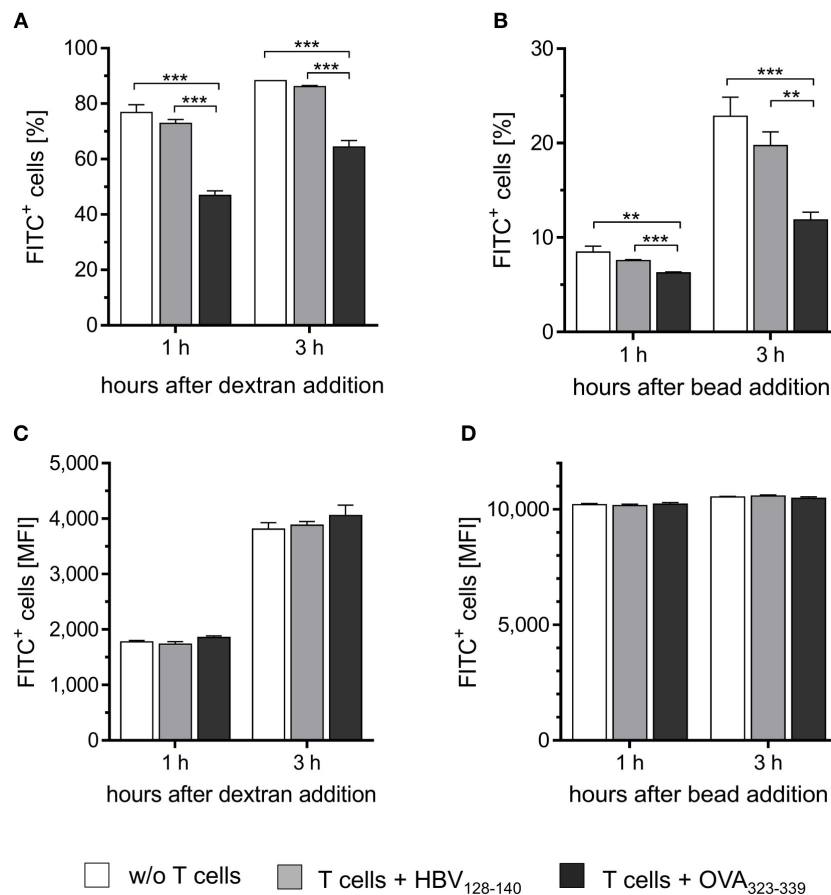 A
FITC+ cells [%]
100
80
60
40
20
0
***
***
***
***
1 h
3 h
hours after dextran addition
B
FITC+ cells [%]
30
20
10
0
**
***
***
**
1 h
3 h
hours after bead addition
C
FITC+ cells [MFI]
5,000
4,000
3,000
2,000
1,000
0
1 h
3 h
hours after dextran addition
D
FITC+ cells [MFI]
10,000
5,000
0
1 h
3 h
hours after bead addition
w/o T cells
T cells + HBV128-140
T cells + OVA323-339